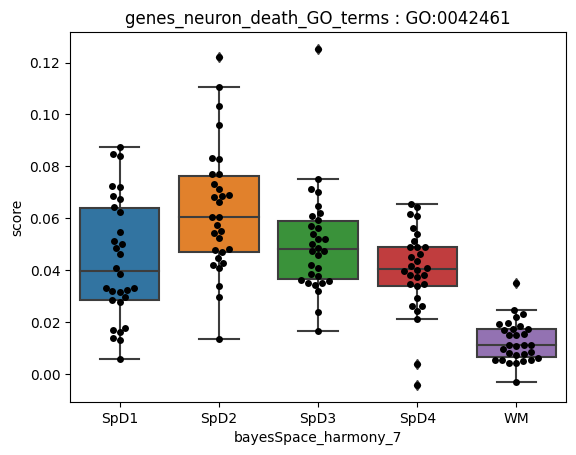 genes_neuron_death_GO_terms : GO:0042461
score
0.12
0.10
0.08
0.06
0.04
0.02
0.00
SpD1 SpD2 SpD3 SpD4 WM
bayesSpace_harmony_7